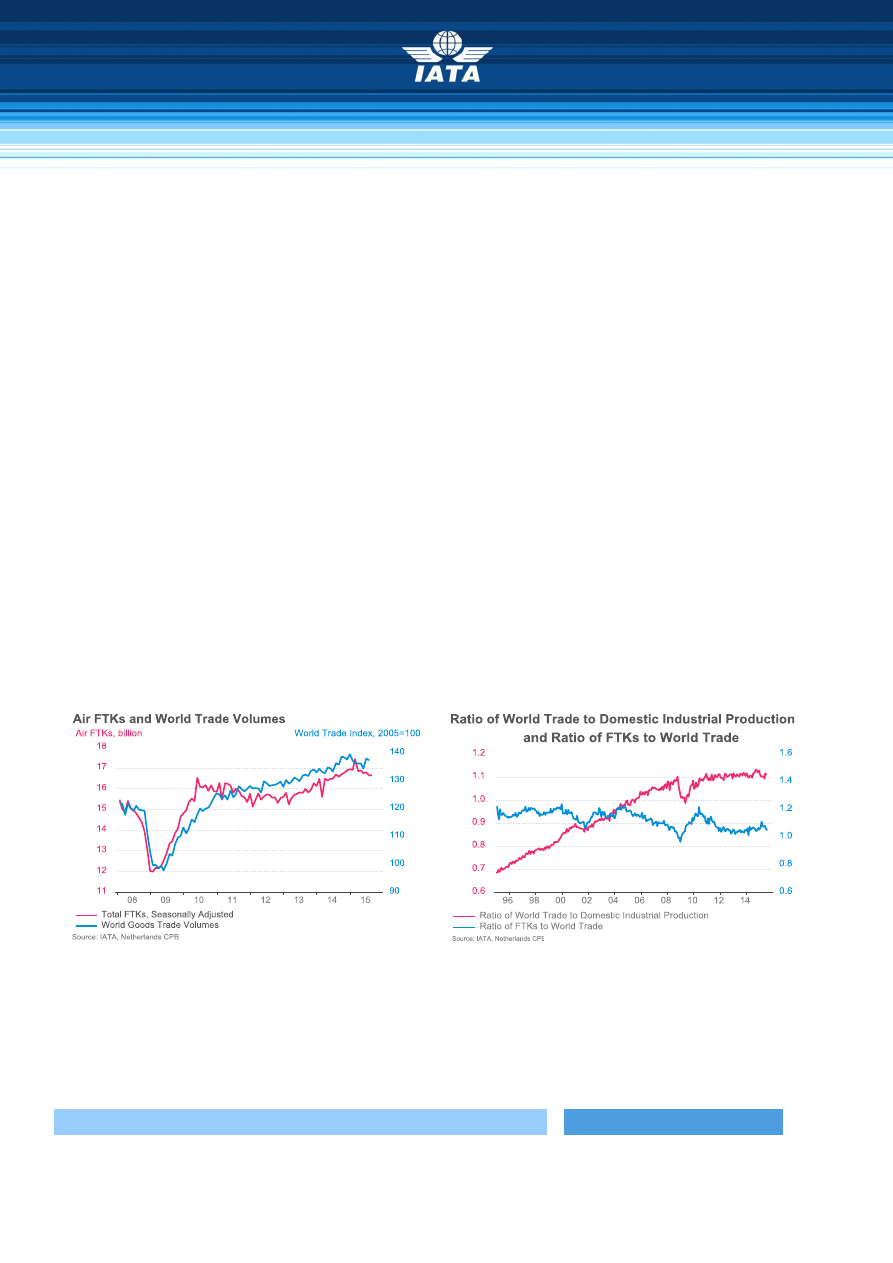 IATA
Air FTKs and World Trade Volumes
Air FTKs, billion
World Trade Index, 2005=100
18
17
16
15
14
13
12
11
140
130
120
110
100
90
08 09 10 11 12 13 14 15
Total FTKs, Seasonally Adjusted
World Goods Trade Volumes
Source: IATA, Netherlands CPB
Ratio of World Trade to Domestic Industrial Production
and Ratio of FTKs to World Trade
1.2
1.1
1.0
0.9
0.8
0.7
0.6
1.6
1.4
1.2
1.0
0.8
0.6
96 98 00 02 04 06 08 10 12 14
Ratio of World Trade to Domestic Industrial Production
Ratio of FTKs to World Trade
Source: IATA, Netherlands CPE